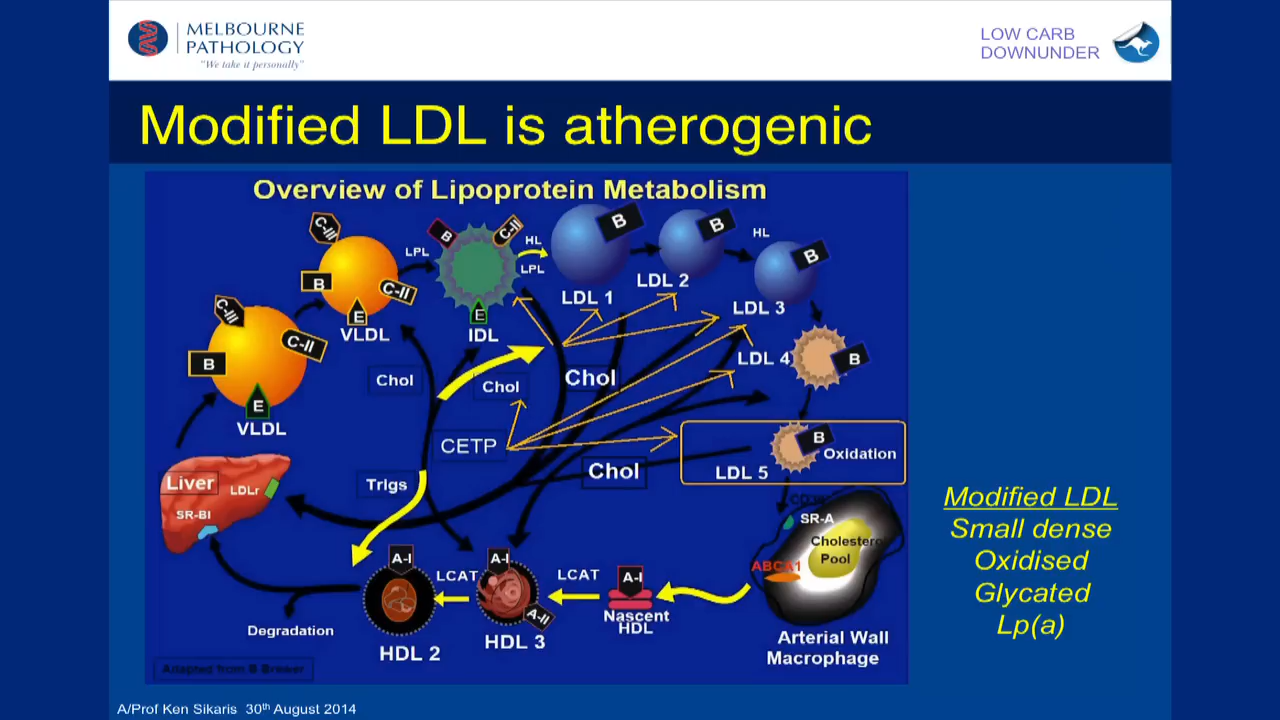 MELBOURNE
PATHOLOGY
"We take it personally"
LOW CARB
DOWNUNDER
Modified LDL is atherogenic
Overview of Lipoprotein Metabolism
C-III
B
C-II
E
VLDL
C-III
B
C-II
E
VLDL
LPL
B
C-II
E
IDL
HL
LPL
B
LDL 1
B
LDL 2
HL
B
LDL 3
LDL 4
B
B
Oxidation
LDL 5
Chol
Chol
Chol
CETP
Chol
Trigs
Liver
LDLr
SR-BI
SR-A
Cholesterol
Pool
ABCA1
Arterial Wall
Macrophage
A-I
LCAT
A-I
A-II
LCAT
A-I
Nascent
HDL
HDL 3
HDL 2
Degradation
Adapted from B Brewer
Modified LDL
Small dense
Oxidised
Glycated
Lp(a)
A/Prof Ken Sikaris 30th August 2014